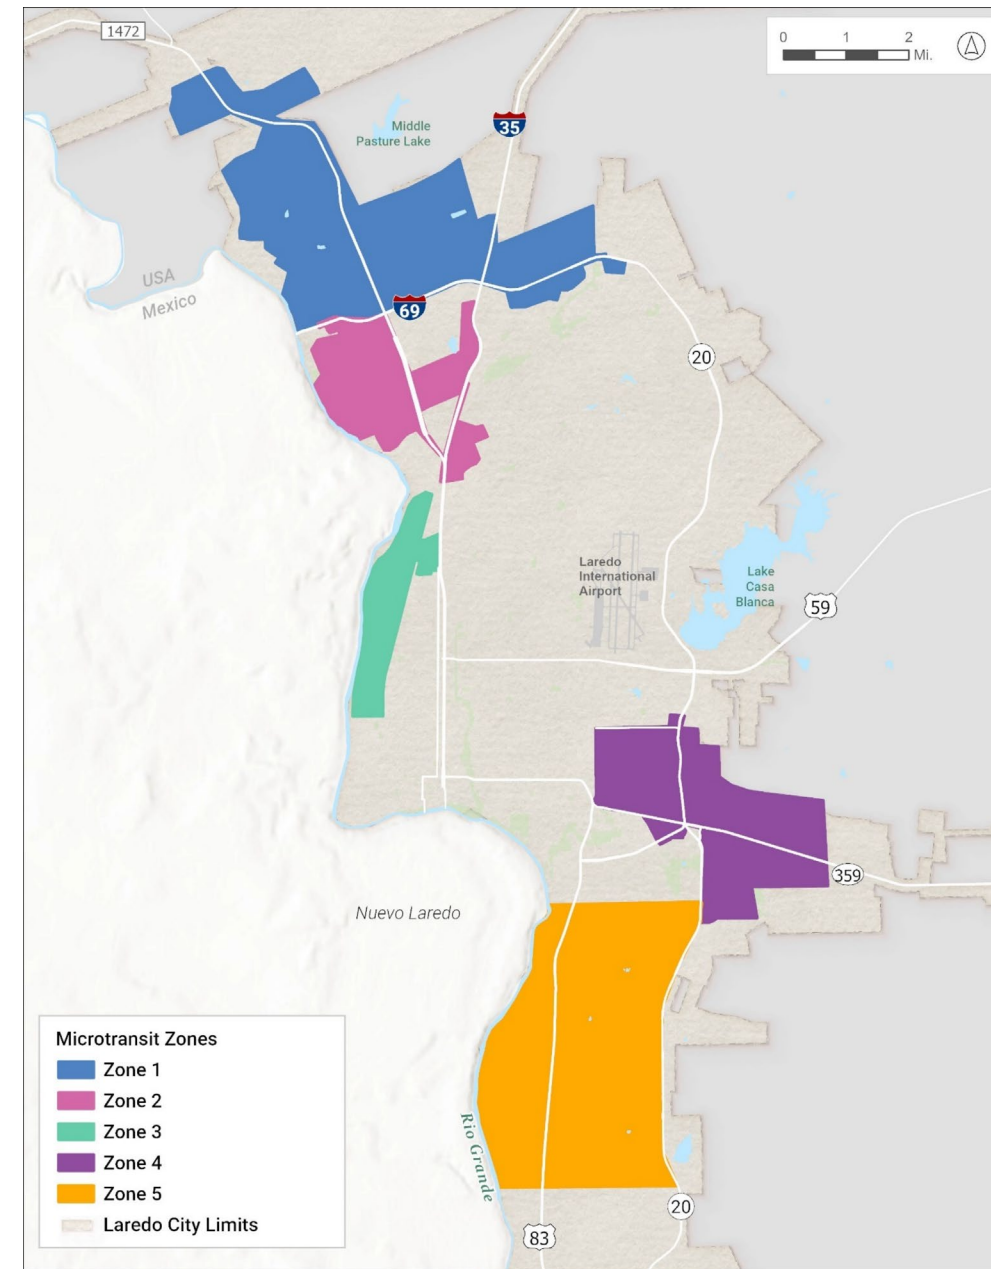 1472
0 1 2
Mi.
35
Middle
Pasture Lake
USA
Mexico
69
20
Laredo
International
Airport
Lake
Casa
Blanca
59
359
Nuevo Laredo
Rio Grande
20
83
Microtransit Zones
Zone 1
Zone 2
Zone 3
Zone 4
Zone 5
Laredo City Limits